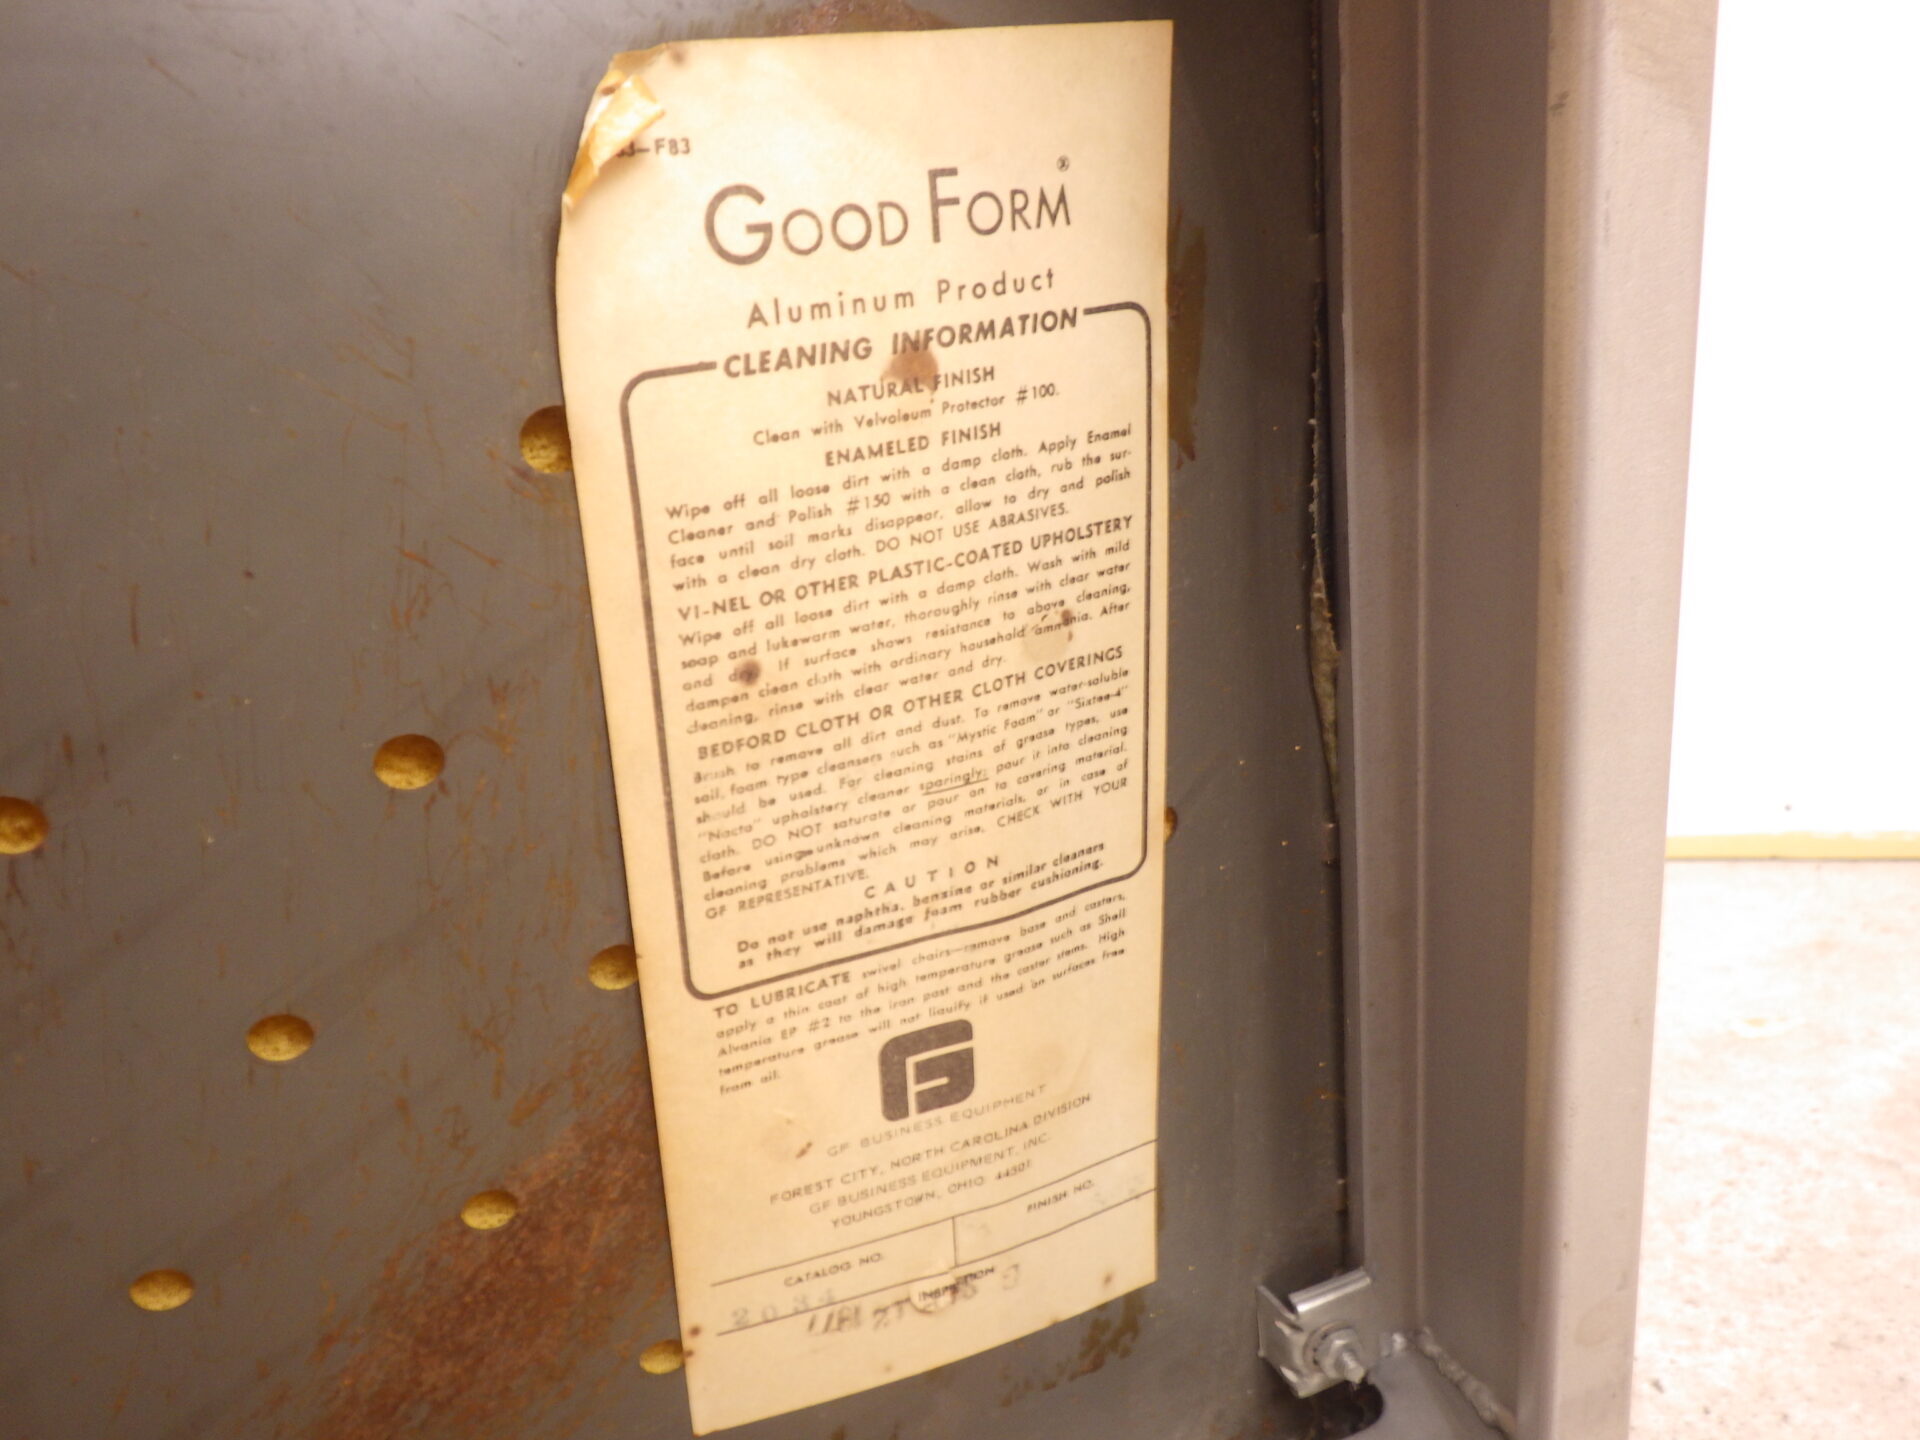 -F83
GOOD FORM®
Aluminum Product
CLEANING INFORMATION
NATURAL FINISH
Clean with Velvoleum Protector #100.
ENAMELED FINISH
Wipe off all loose dirt with a damp cloth. Apply Enamel
Cleaner and Polish #150 with a clean cloth, rub the sur-
face until soil marks disappear, allow to dry and polish
with a clean dry cloth. DO NOT USE ABRASIVES.
VI-NEL OR OTHER PLASTIC-COATED UPHOLSTERY
Wipe off all loose dirt with a damp cloth. Wash with mild
soap and lukewarm water, thoroughly rinse with clear water
and dry. If surface shows resistance to above cleaning,
dampen clean cloth with ordinary household ammonia. After
cleaning, rinse with clear water and dry.
BEDFORD CLOTH OR OTHER CLOTH COVERINGS
Brush to remove all dirt and dust. To remove water-soluble
soil, foam type cleansers such as "Mystic Foam" or "Sixtee-4"
should be used. For cleaning stains of grease types, use
"Nacto" upholstery cleaner sparingly; pour it into cleaning
cloth. DO NOT saturate or pour on to covering material.
Before using unknown cleaning materials, or in case of
cleaning problems which may arise, CHECK WITH YOUR
GF REPRESENTATIVE.
CAUTION
Do not use naphtha, benzine or similar cleaners
as they will damage foam rubber cushioning.
TO LUBRICATE swivel chairs—remove base and casters,
apply a thin coat of high temperature grease such as Shell
Alvania EP #2 to the iron post and the caster stems. High
temperature grease will not liquify if used on surfaces free
from oil.
GF
GF BUSINESS EQUIPMENT
FOREST CITY, NORTH CAROLINA DIVISION
GF BUSINESS EQUIPMENT, INC.
YOUNGSTOWN, OHIO 44501
CATALOG NO.
FINISH NO.
2034
INSPECTION